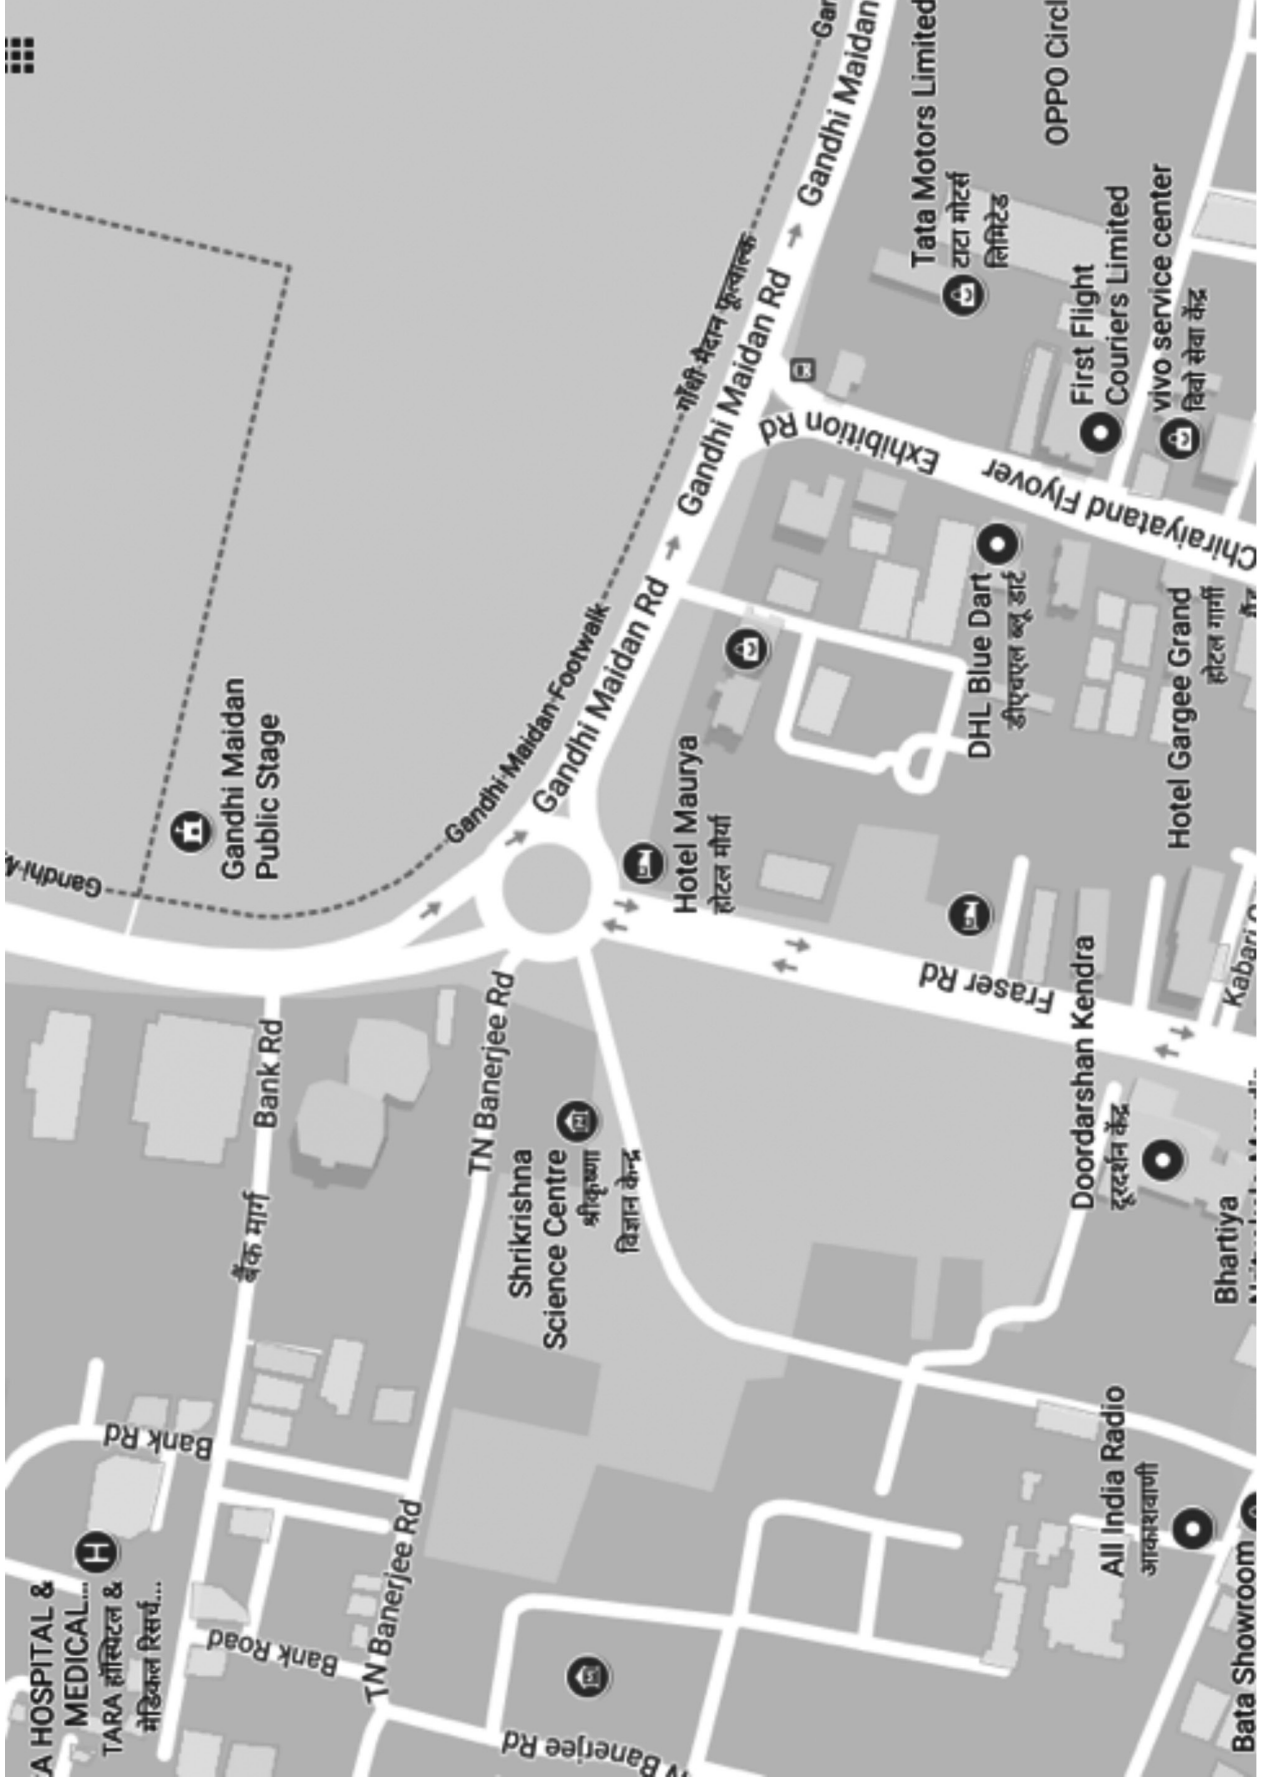 HOSPITAL &
MEDICAL...
TARA हॉस्पिटल &
मेडिकल रिसर्च...
Bank Rd
Bank Road
बैंक मार्ग
Bank Rd
Gandhi Maidan
Public Stage
TN Banerjee Rd
TN Banerjee Rd
Banerjee Rd
Gandhi Maidan Footwalk
Gandhi Maidan Rd
Gandhi Maidan Rd
Gandhi Maidan Rd
Gandhi Maidan
गाँधी मैदान फूटवाल्क
Shrikrishna
Science Centre
श्रीकृष्णा
विज्ञान केन्द्र
Hotel Maurya
होटल मौर्या
Exhibition Rd
Tata Motors Limited
टाटा मोटर्स
लिमिटेड
Fraser Rd
DHL Blue Dart
डीएचएल ब्लू डार्ट
Chiraiyatand Flyover
First Flight
Couriers Limited
vivo service center
विवो सेवा केंद्र
Doordarshan Kendra
दूरदर्शन केंद्र
All India Radio
आकाशवाणी
Hotel Gargee Grand
होटल गार्गी
Bhartiya
Bata Showroom
Kabari
OPPO